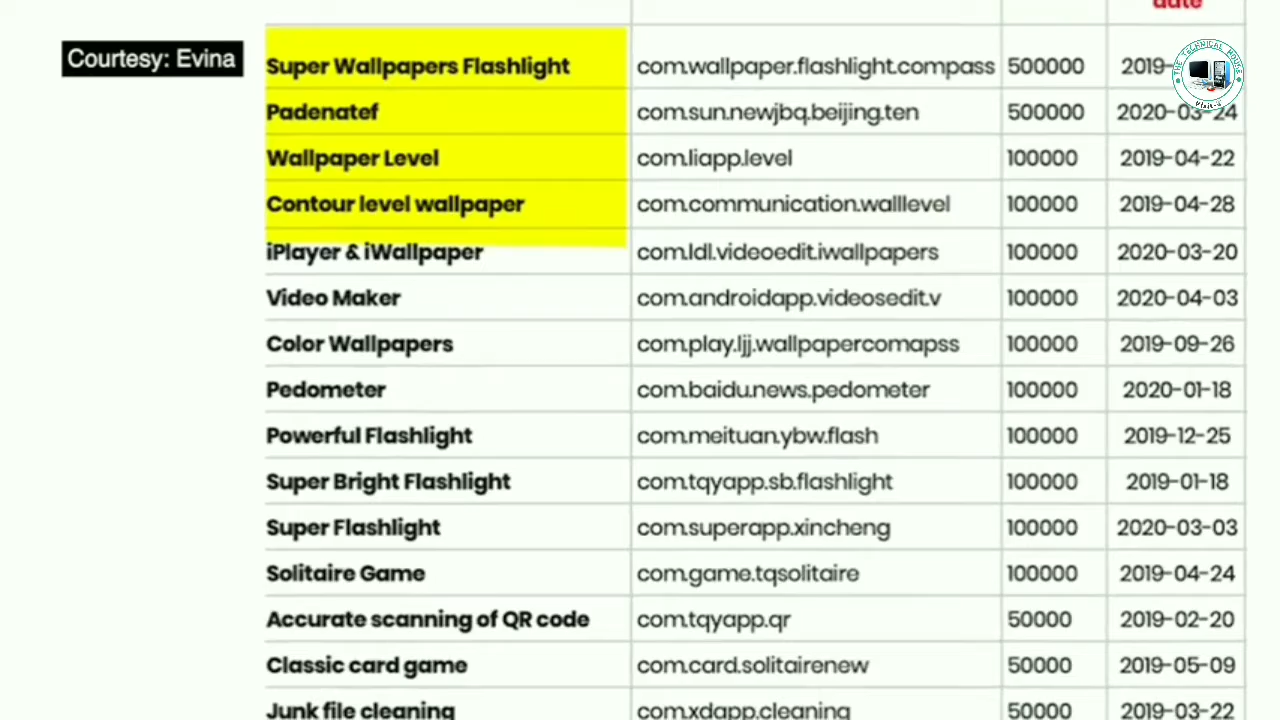 date
Courtesy: Evina
Super Wallpapers Flashlight com.wallpaper.flashlight.compass 500000 2019-
THE TECHNICAL HOUSE
Padenatef com.sun.newjbq.beijing.ten 500000 2020-03-24
Wallpaper Level com.liapp.level 100000 2019-04-22
Contour level wallpaper com.communication.walllevel 100000 2019-04-28
iPlayer & iWallpaper com.ldl.videoedit.iwallpapers 100000 2020-03-20
Video Maker com.androidapp.videosedit.v 100000 2020-04-03
Color Wallpapers com.play.ljj.wallpapercomapss 100000 2019-09-26
Pedometer com.baidu.news.pedometer 100000 2020-01-18
Powerful Flashlight com.meituan.ybw.flash 100000 2019-12-25
Super Bright Flashlight com.tqyapp.sb.flashlight 100000 2019-01-18
Super Flashlight com.superapp.xincheng 100000 2020-03-03
Solitaire Game com.game.tqsolitaire 100000 2019-04-24
Accurate scanning of QR code com.tqyapp.qr 50000 2019-02-20
Classic card game com.card.solitairenew 50000 2019-05-09
Junk file cleaning com.xdapp.cleaning 50000 2019-03-22